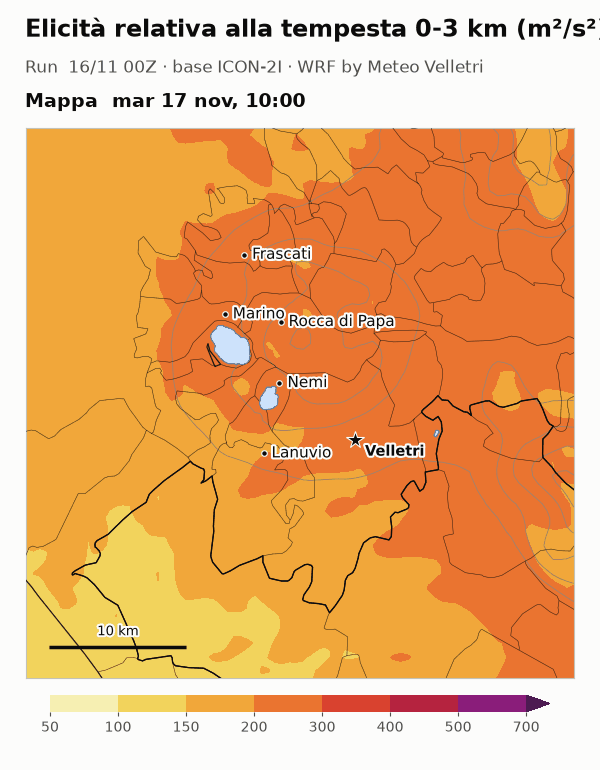 Elicità relativa alla tempesta 0-3 km (m²/s²)
Run 16/11 00Z · base ICON-2I · WRF by Meteo Velletri
Mappa mar 17 nov, 10:00
Frascati
Marino
Rocca di Papa
Nemi
Velletri
Lanuvio
10 km
50 100 150 200 300 400 500 700